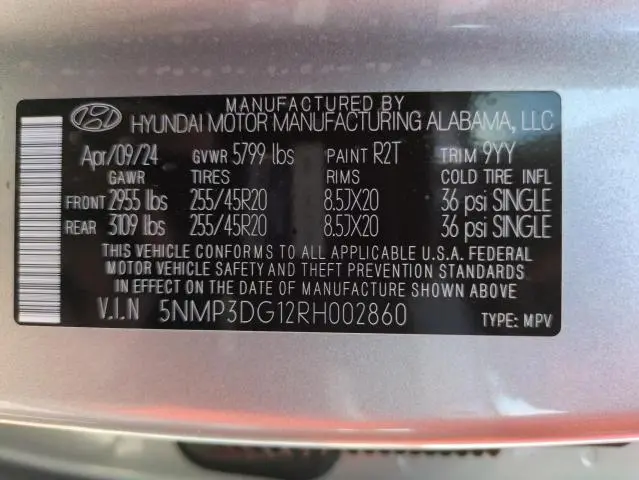 MANUFACTURED BY
HYUNDAI MOTOR MANUFACTURING ALABAMA, LLC
Apr/09/24 GVWR 5799 lbs PAINT R2T TRIM 9YY
GAWR TIRES RIMS COLD TIRE INFL
FRONT 2955 lbs 255/45R20 8.5JX20 36 psi SINGLE
REAR 3109 lbs 255/45R20 8.5JX20 36 psi SINGLE
THIS VEHICLE CONFORMS TO ALL APPLICABLE U.S.A. FEDERAL
MOTOR VEHICLE SAFETY AND THEFT PREVENTION STANDARDS
IN EFFECT ON THE DATE OF MANUFACTURE SHOWN ABOVE
V.I.N 5NMP3DG12RH002860 TYPE: MPV